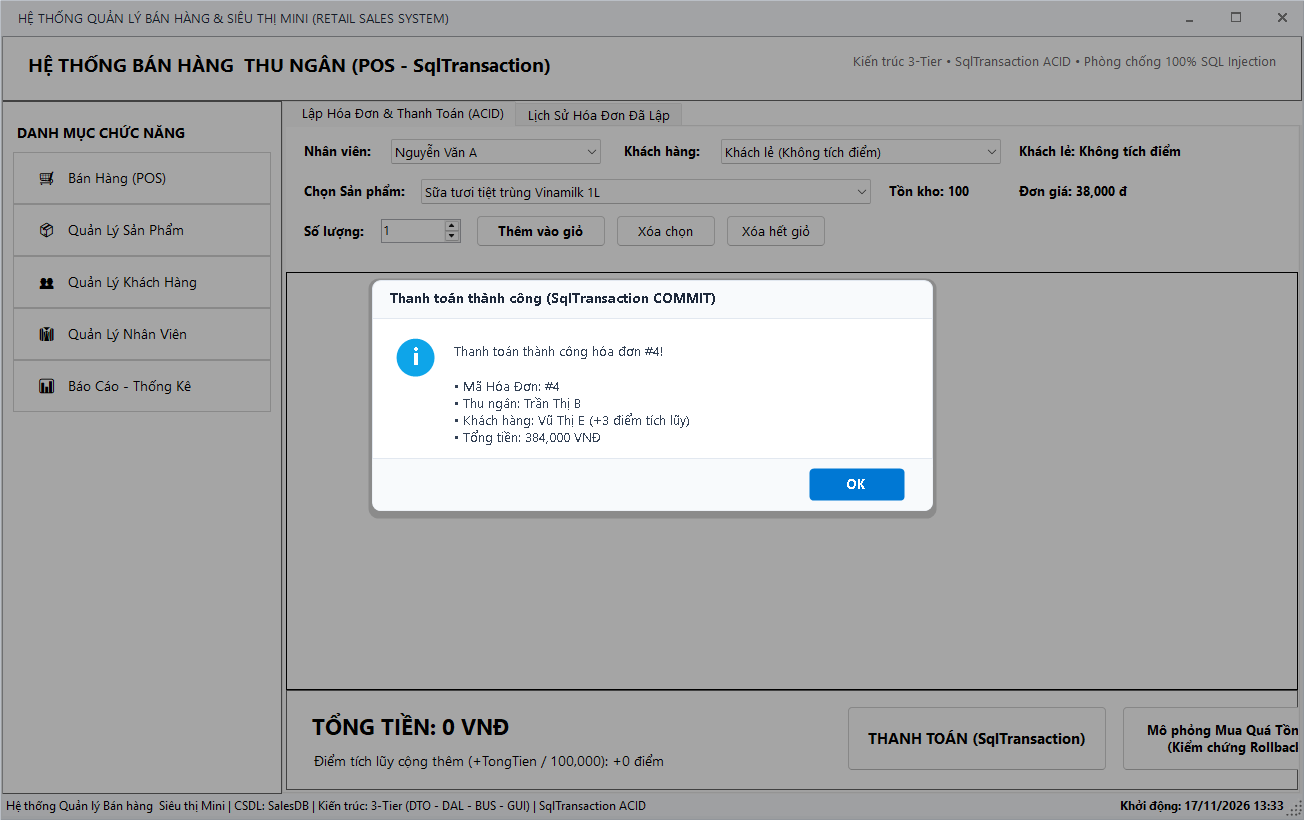 HỆ THỐNG QUẢN LÝ BÁN HÀNG & SIÊU THỊ MINI (RETAIL SALES SYSTEM)
HỆ THỐNG BÁN HÀNG  THU NGÂN (POS - SqlTransaction)
Kiến trúc 3-Tier • SqlTransaction ACID • Phòng chống 100% SQL Injection
DANH MỤC CHỨC NĂNG
Bán Hàng (POS)
Quản Lý Sản Phẩm
Quản Lý Khách Hàng
Quản Lý Nhân Viên
Báo Cáo - Thống Kê
Lập Hóa Đơn & Thanh Toán (ACID)
Lịch Sử Hóa Đơn Đã Lập
Nhân viên: Nguyễn Văn A Khách hàng: Khách lẻ (Không tích điểm) Khách lẻ: Không tích điểm
Chọn Sản phẩm: Sữa tươi tiệt trùng Vinamilk 1L Tồn kho: 100 Đơn giá: 38,000 đ
Số lượng: 1 Thêm vào giỏ Xóa chọn Xóa hết giỏ
Thanh toán thành công (SqlTransaction COMMIT)
Thanh toán thành công hóa đơn #4!
• Mã Hóa Đơn: #4
• Thu ngân: Trần Thị B
• Khách hàng: Vũ Thị E (+3 điểm tích lũy)
• Tổng tiền: 384,000 VNĐ
OK
TỔNG TIỀN: 0 VNĐ
Điểm tích lũy cộng thêm (+TongTien / 100,000): +0 điểm
THANH TOÁN (SqlTransaction)
Mô phỏng Mua Quá Tồn
(Kiểm chứng Rollback
Hệ thống Quản lý Bán hàng  Siêu thị Mini | CSDL: SalesDB | Kiến trúc: 3-Tier (DTO - DAL - BUS - GUI) | SqlTransaction ACID
Khởi động: 17/11/2026 13:33